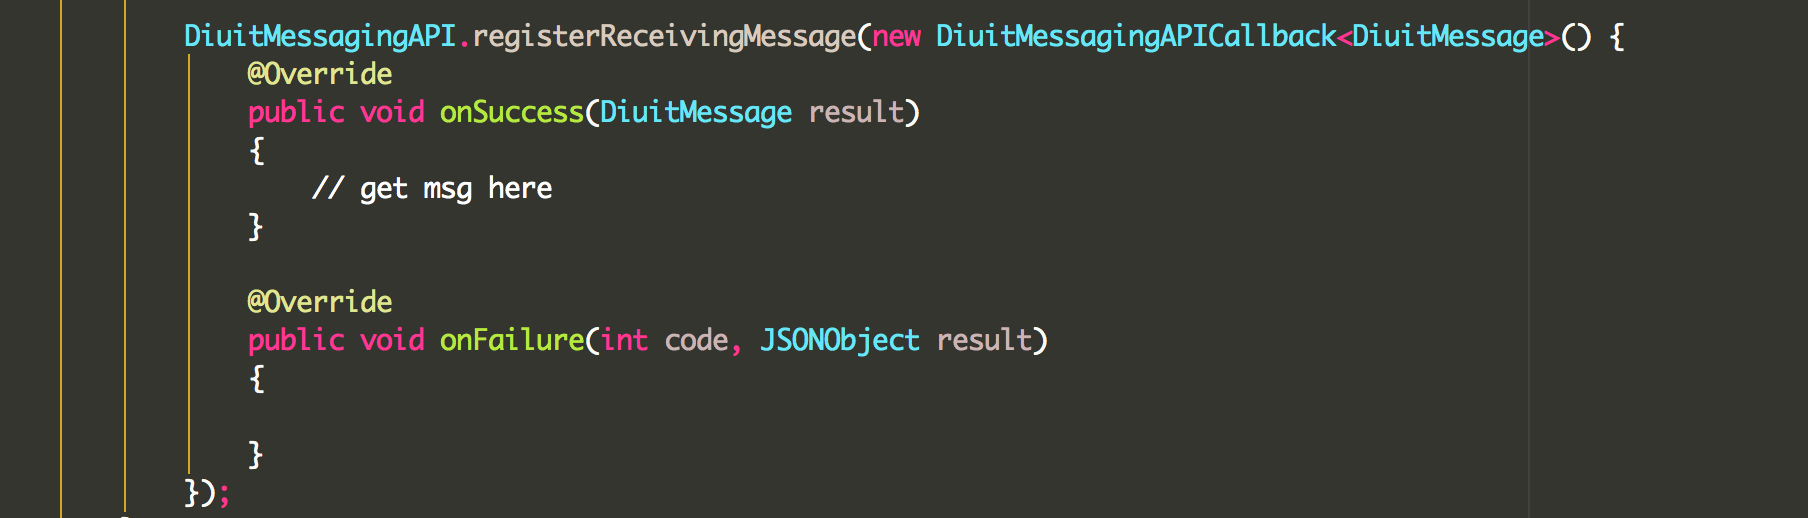 DiuitMessagingAPI.registerReceivingMessage(new DiuitMessagingAPICallback<DiuitMessage>() {
@Override
public void onSuccess(DiuitMessage result)
{
// get msg here
}
@Override
public void onFailure(int code, JSONObject result)
{
}
});